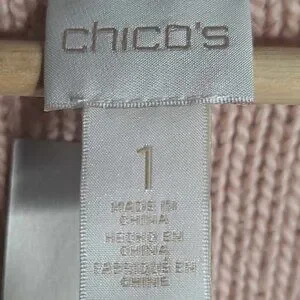 chico's
1
MADE IN
CHINA
HECHO EN
CHINA
FABRIQUÉ EN
CHINE